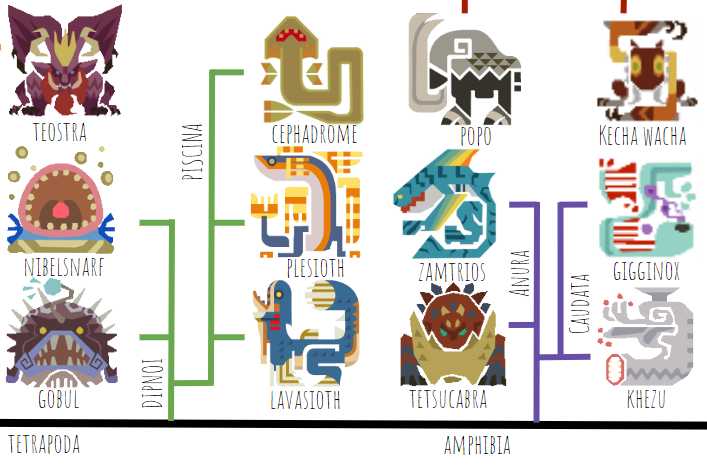 TEOSTRA
PISCINA
CEPHADROME
POPO
KECHA WACHA
NIBELSNARF
PLESIOTH
ZAMTRIOS
ANURA
CAUDATA
GIGGINOX
GOBUL
DIPNOI
LAVASIOTH
TETSUCABRA
KHEZU
TETRAPODA
AMPHIBIA